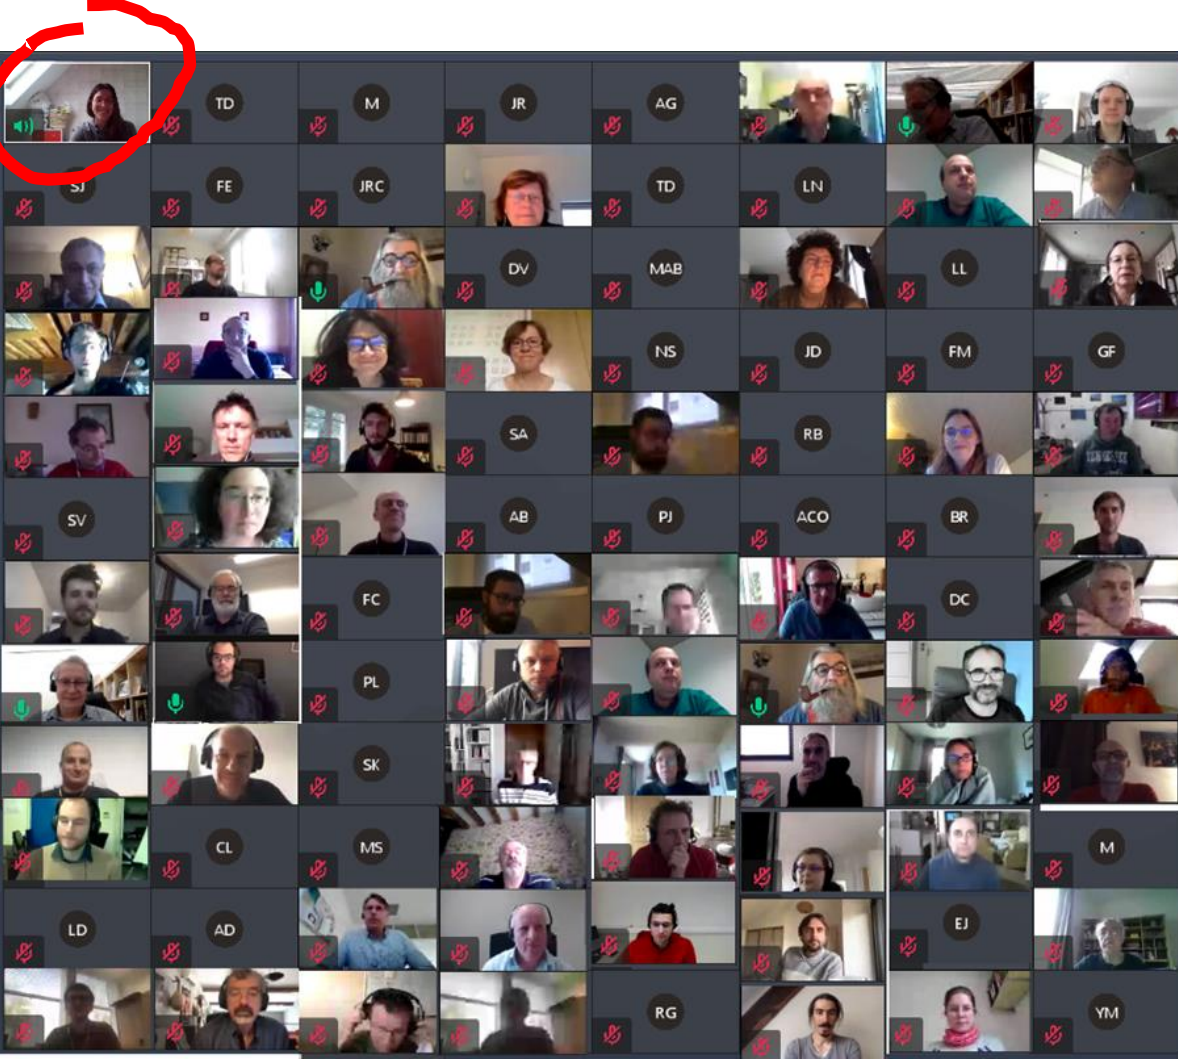 TD M JR AG
SJ FE JRC TD LN
DV MAB LL
NS JD FM GF
SA RB
SV AB PJ ACO BR
FC DC
PL
SK
CL MS M
LD AD EJ
RG YM